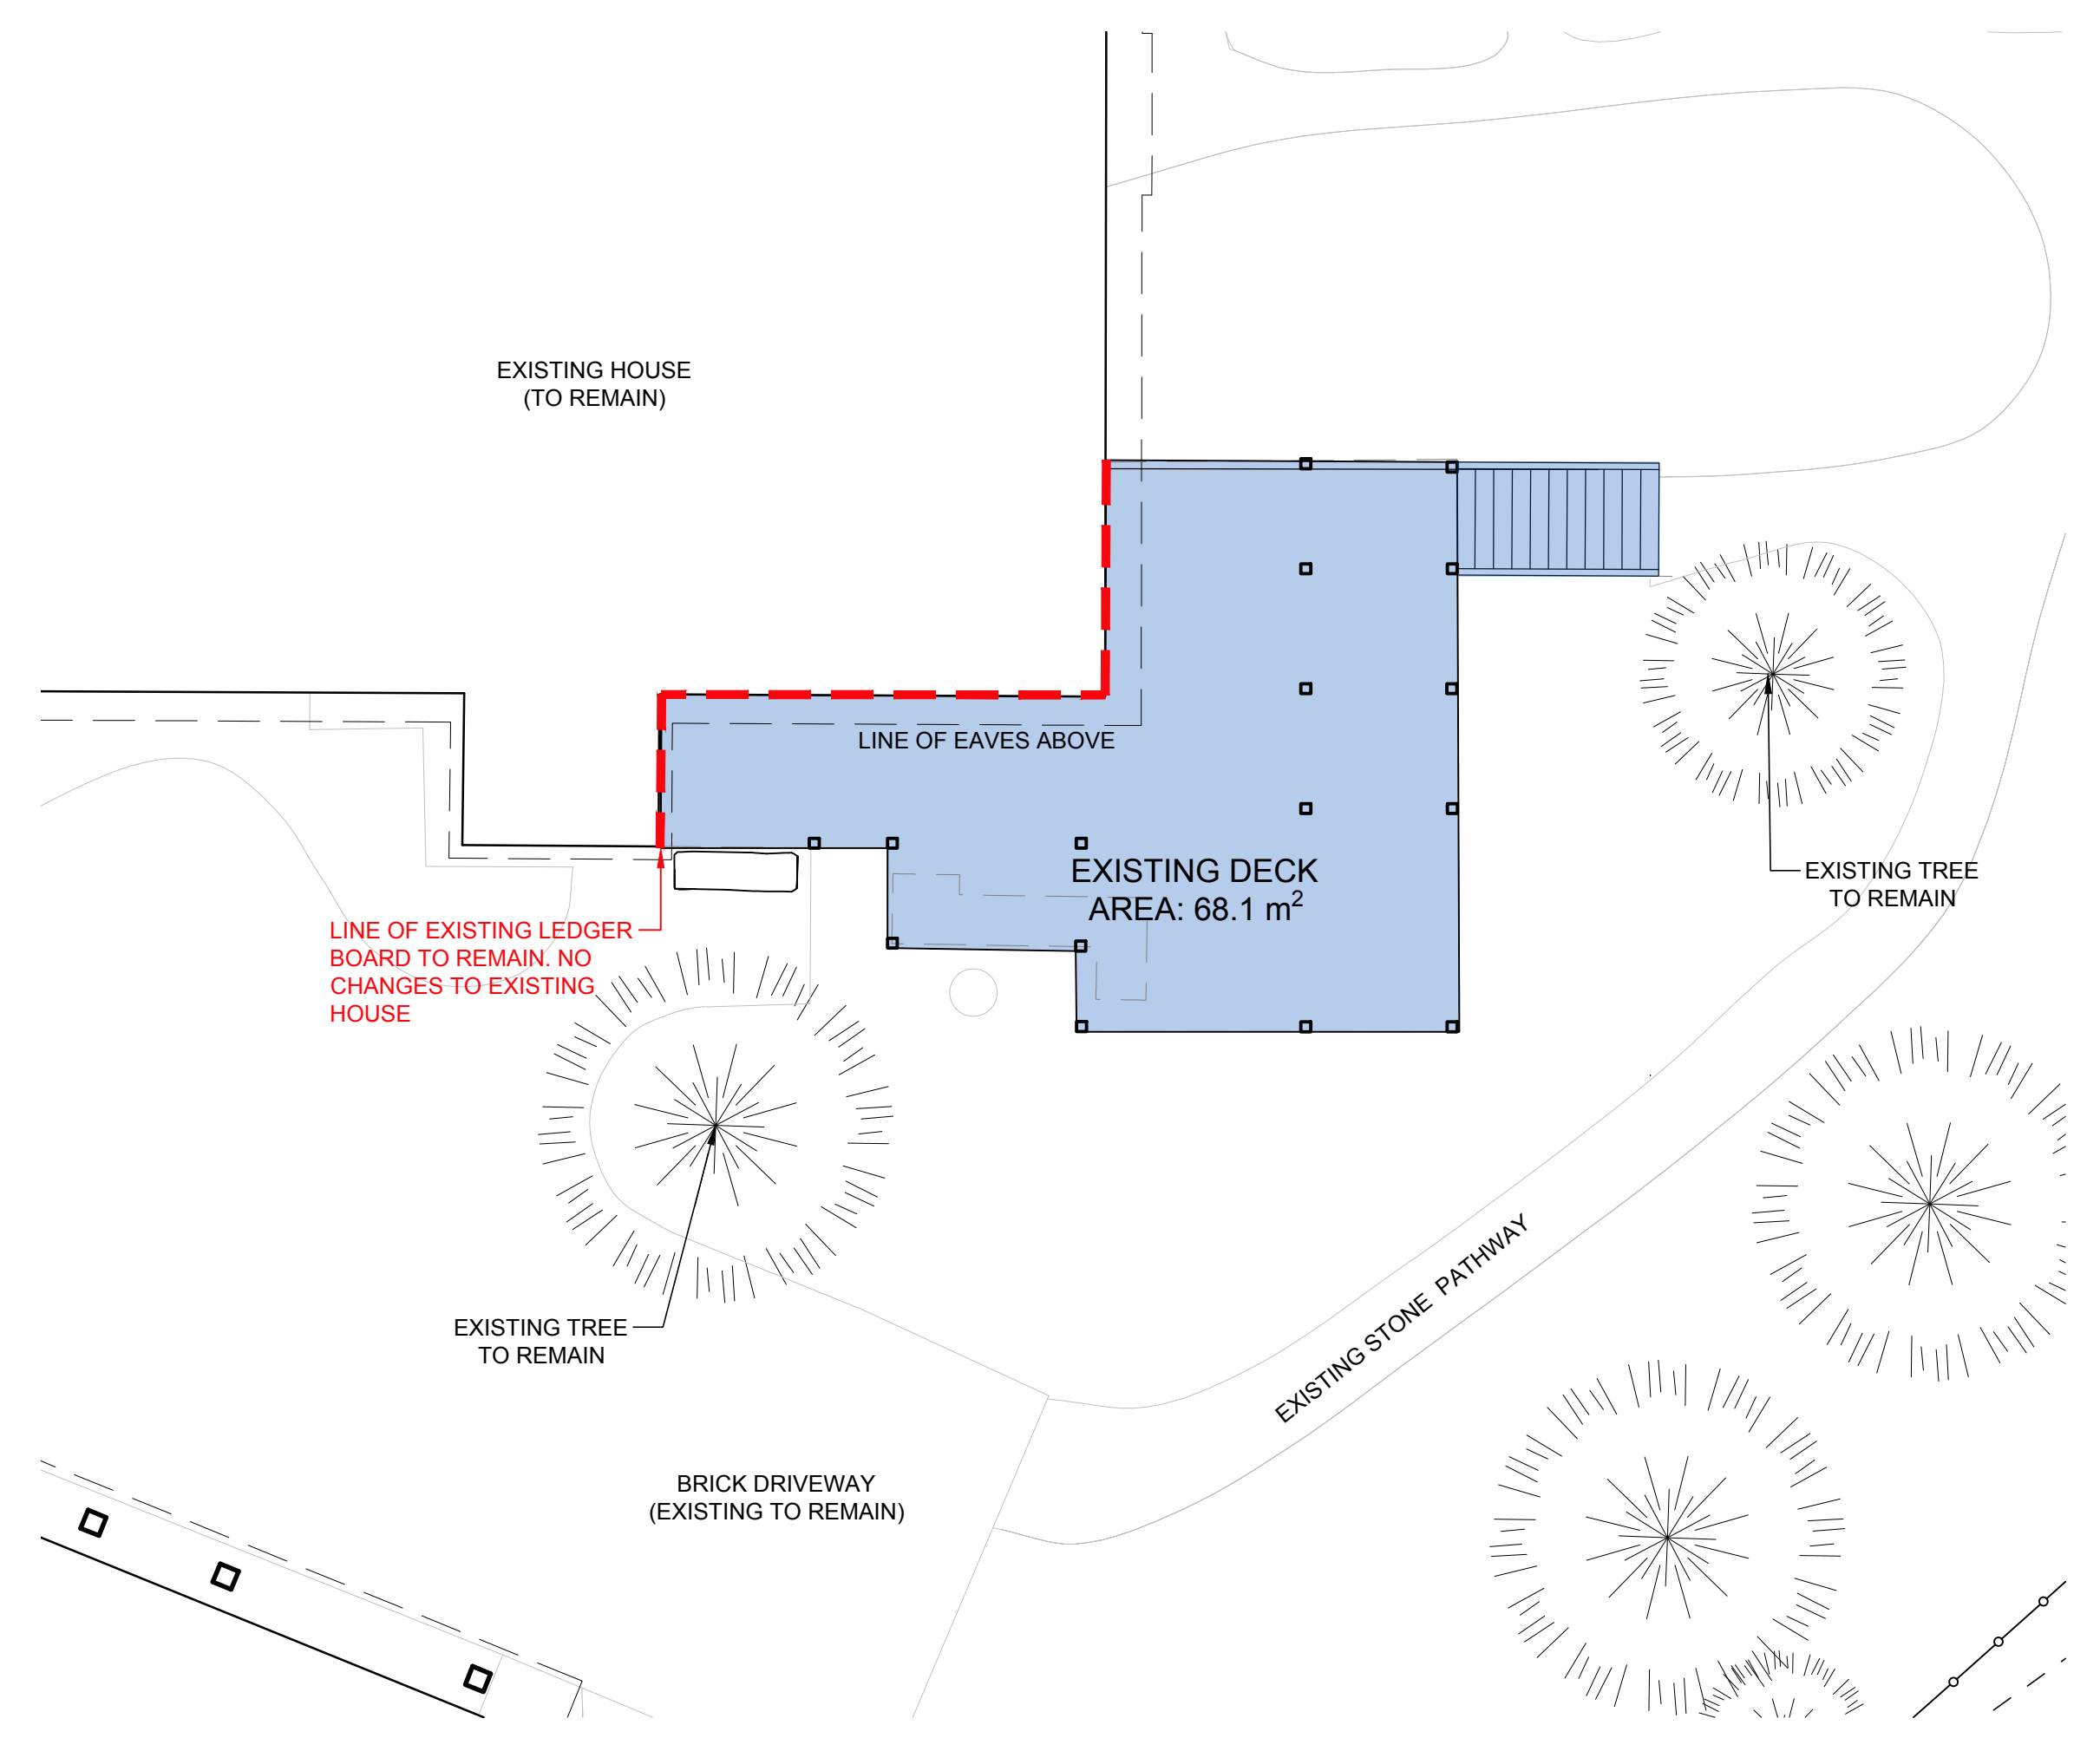 EXISTING HOUSE
(TO REMAIN)
LINE OF EAVES ABOVE
EXISTING DECK
AREA: 68.1 m²
EXISTING TREE
TO REMAIN
LINE OF EXISTING LEDGER
BOARD TO REMAIN. NO
CHANGES TO EXISTING
HOUSE
EXISTING TREE
TO REMAIN
EXISTING STONE PATHWAY
BRICK DRIVEWAY
(EXISTING TO REMAIN)